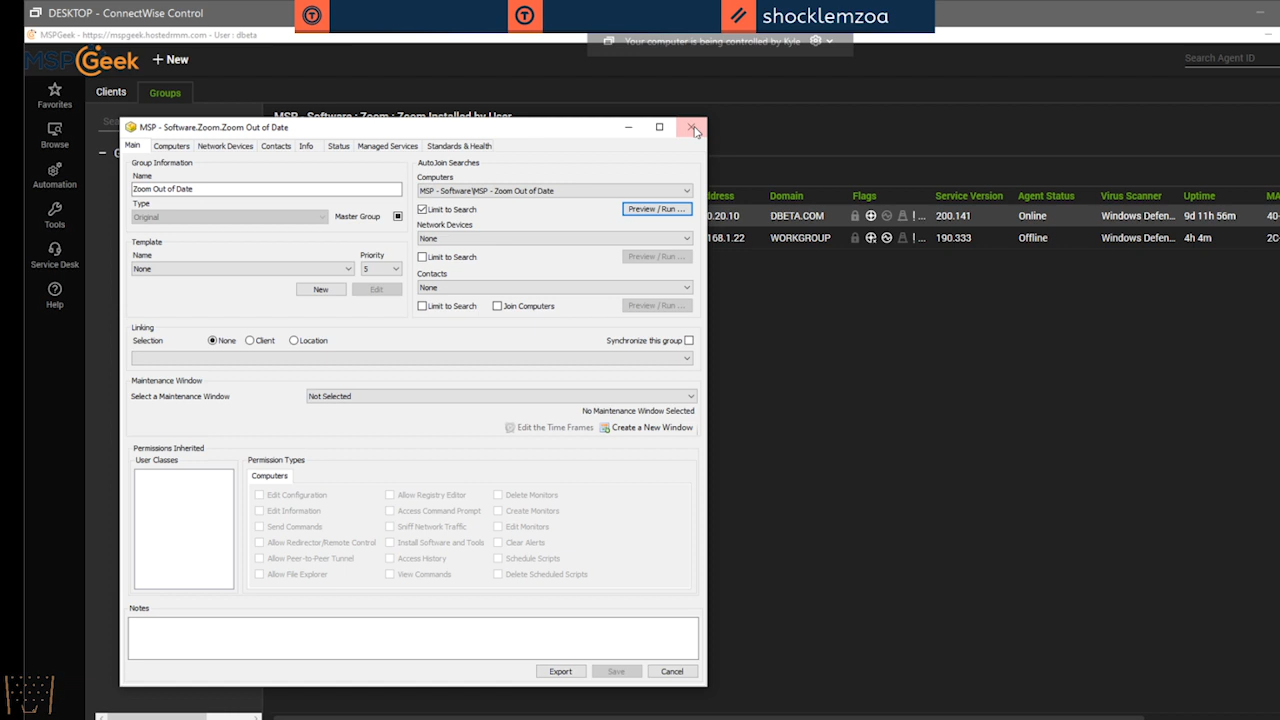 DESKTOP - ConnectWise Control
shocklemzoa
MSPGeek - https://mspgeek.hostedrmm.com - User : dbeta
Your computer is being controlled by Kyle
MSPGeek
+ New
Search Agent ID
Favorites
Browse
Automation
Tools
Service Desk
Help
Clients
Groups
MSP - Software.Zoom.Zoom Out of Date
Main
Computers
Network Devices
Contacts
Info
Status
Managed Services
Standards & Health
Group Information
Name
Zoom Out of Date
Type
Original
Master Group
Template
Name
Priority
None
5
New
Edit
AutoJoin Searches
Computers
MSP - Software\MSP - Zoom Out of Date
Limit to Search
Preview / Run ...
Network Devices
None
Limit to Search
Preview / Run ...
Contacts
None
Limit to Search
Join Computers
Preview / Run ...
Linking
Selection
None
Client
Location
Synchronize this group
Maintenance Window
Select a Maintenance Window
Not Selected
No Maintenance Window Selected
Edit the Time Frames
Create a New Window
Permissions Inherited
User Classes
Permission Types
Computers
Edit Configuration
Allow Registry Editor
Delete Monitors
Edit Information
Access Command Prompt
Create Monitors
Send Commands
Sniff Network Traffic
Edit Monitors
Allow Redirector/Remote Control
Install Software and Tools
Clear Alerts
Allow Peer-to-Peer Tunnel
Access History
Schedule Scripts
Allow File Explorer
View Commands
Delete Scheduled Scripts
Notes
Export
Save
Cancel
Domain
Flags
Service Version
Agent Status
Virus Scanner
Uptime
0.20.10
DBETA.COM
200.141
Online
Windows Defen...
9d 11h 56m
168.1.22
WORKGROUP
190.333
Offline
Windows Defen...
4h 4m